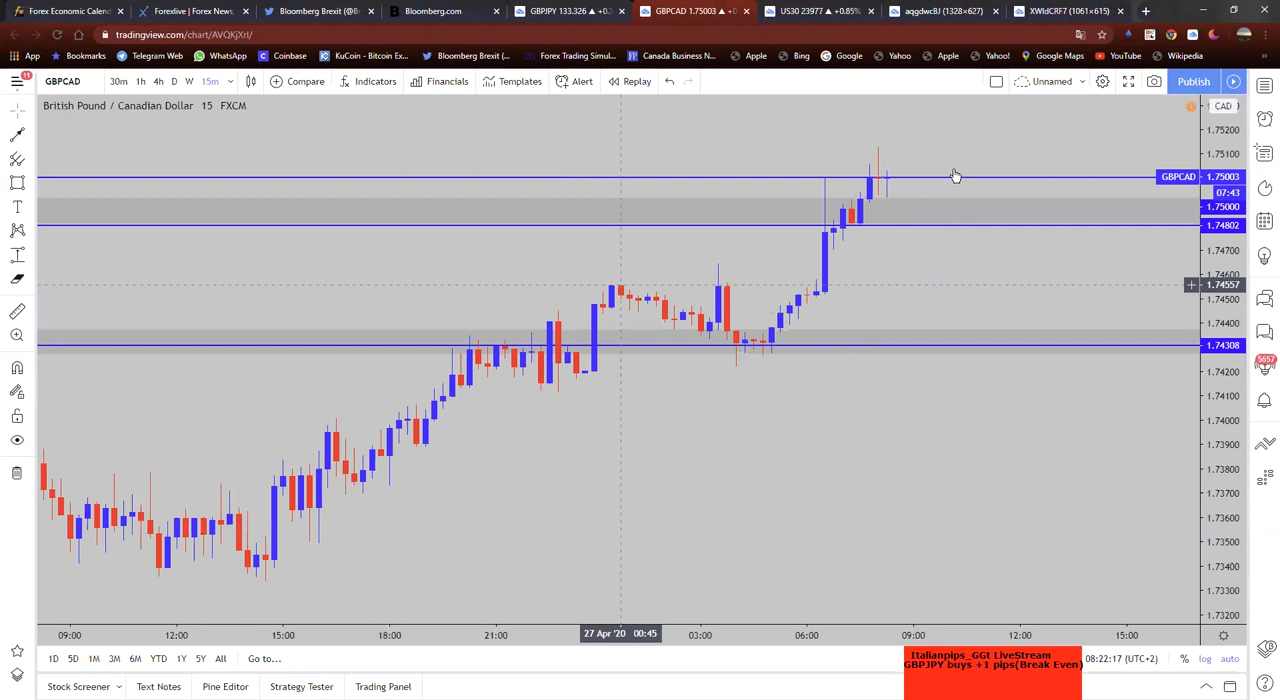 Forex Economic Calend
Forexlive | Forex News,
Bloomberg Brexit (@Br
Bloomberg.com
GBPJPY 133.326 ▲ +0.3
GBPCAD 1.75003 ▲ +0
US30 23977 ▲ +0.85%
aqgdwcBJ (1328×627)
XWldCRF7 (1061×615)
tradingview.com/chart/AVQKjXrl/
App
Bookmarks
Telegram Web
WhatsApp
Coinbase
KuCoin - Bitcoin Ex...
Bloomberg Brexit (...
Forex Trading Simul...
Canada Business N...
Apple
Bing
Google
Yahoo
Apple
Yahoo!
Google Maps
YouTube
Wikipedia
11
GBPCAD
30m
1h
4h
D
W
15m
Compare
Indicators
Financials
Templates
Alert
Replay
Unnamed
Publish
British Pound / Canadian Dollar 15 FXCM
CAD
1.75200
1.75100
GBPCAD 1.75003
07:43
1.75000
1.74802
1.74700
1.74600
1.74557
1.74500
1.74400
1.74308
1.74200
1.74100
1.74000
1.73900
1.73800
1.73700
1.73600
1.73500
1.73400
1.73300
1.73200
5657
09:00
12:00
15:00
18:00
21:00
27 Apr '20 00:45
03:00
06:00
09:00
12:00
15:00
1D
5D
1M
3M
6M
YTD
1Y
5Y
All
Go to...
Italianpips_GGt LiveStream
GBPJPY buys +1 pips(Break Even)
08:22:17 (UTC+2)
%
log
auto
Stock Screener
Text Notes
Pine Editor
Strategy Tester
Trading Panel